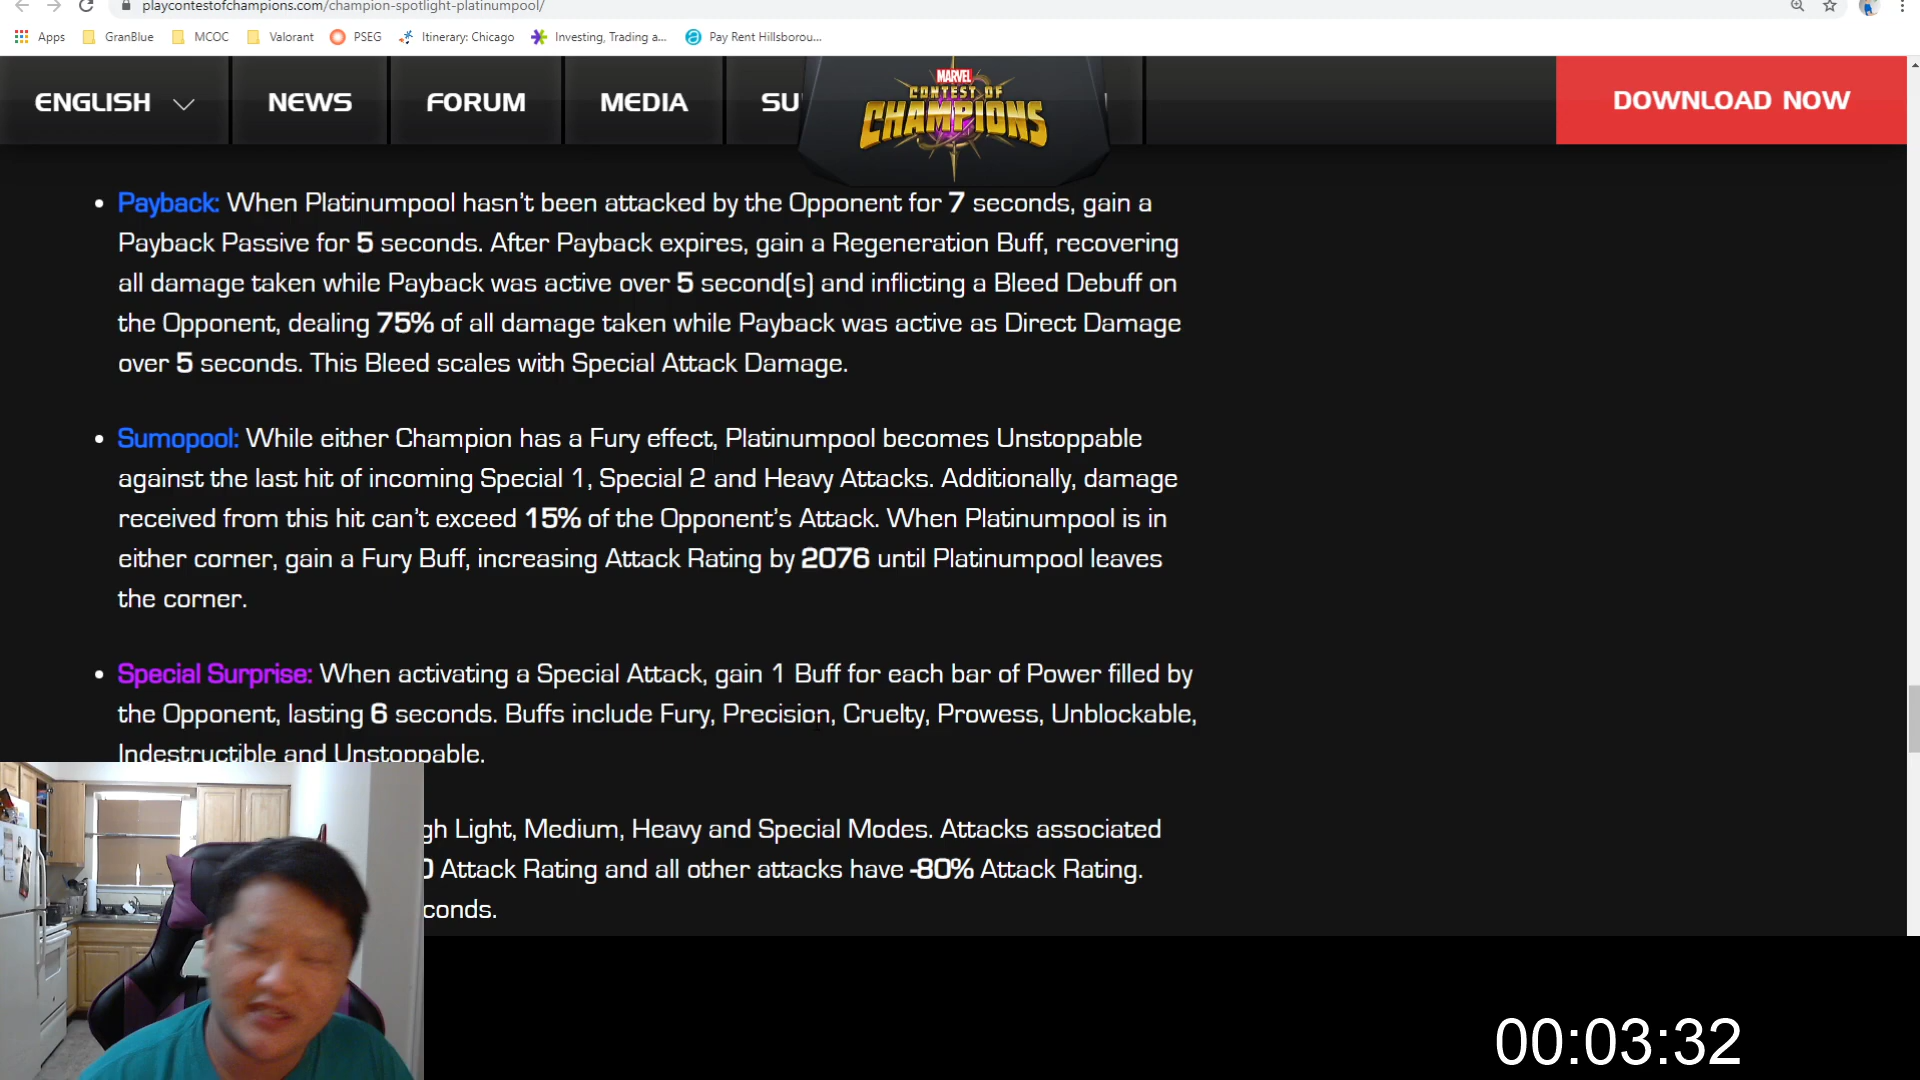 playcontestofchampions.com/champion-spotlight-platinumpool/
Apps GranBlue MCOC Valorant PSEG Itinerary: Chicago Investing, Trading a... Pay Rent Hillsborou...
ENGLISH NEWS FORUM MEDIA SU MARVEL CONTEST OF CHAMPIONS DOWNLOAD NOW
• Payback: When Platinumpool hasn't been attacked by the Opponent for 7 seconds, gain a
Payback Passive for 5 seconds. After Payback expires, gain a Regeneration Buff, recovering
all damage taken while Payback was active over 5 second(s) and inflicting a Bleed Debuff on
the Opponent, dealing 75% of all damage taken while Payback was active as Direct Damage
over 5 seconds. This Bleed scales with Special Attack Damage.
• Sumopool: While either Champion has a Fury effect, Platinumpool becomes Unstoppable
against the last hit of incoming Special 1, Special 2 and Heavy Attacks. Additionally, damage
received from this hit can't exceed 15% of the Opponent's Attack. When Platinumpool is in
either corner, gain a Fury Buff, increasing Attack Rating by 2076 until Platinumpool leaves
the corner.
• Special Surprise: When activating a Special Attack, gain 1 Buff for each bar of Power filled by
the Opponent, lasting 6 seconds. Buffs include Fury, Precision, Cruelty, Prowess, Unblockable,
Indestructible and Unstoppable.
gh Light, Medium, Heavy and Special Modes. Attacks associated
0 Attack Rating and all other attacks have -80% Attack Rating.
conds.
00:03:32